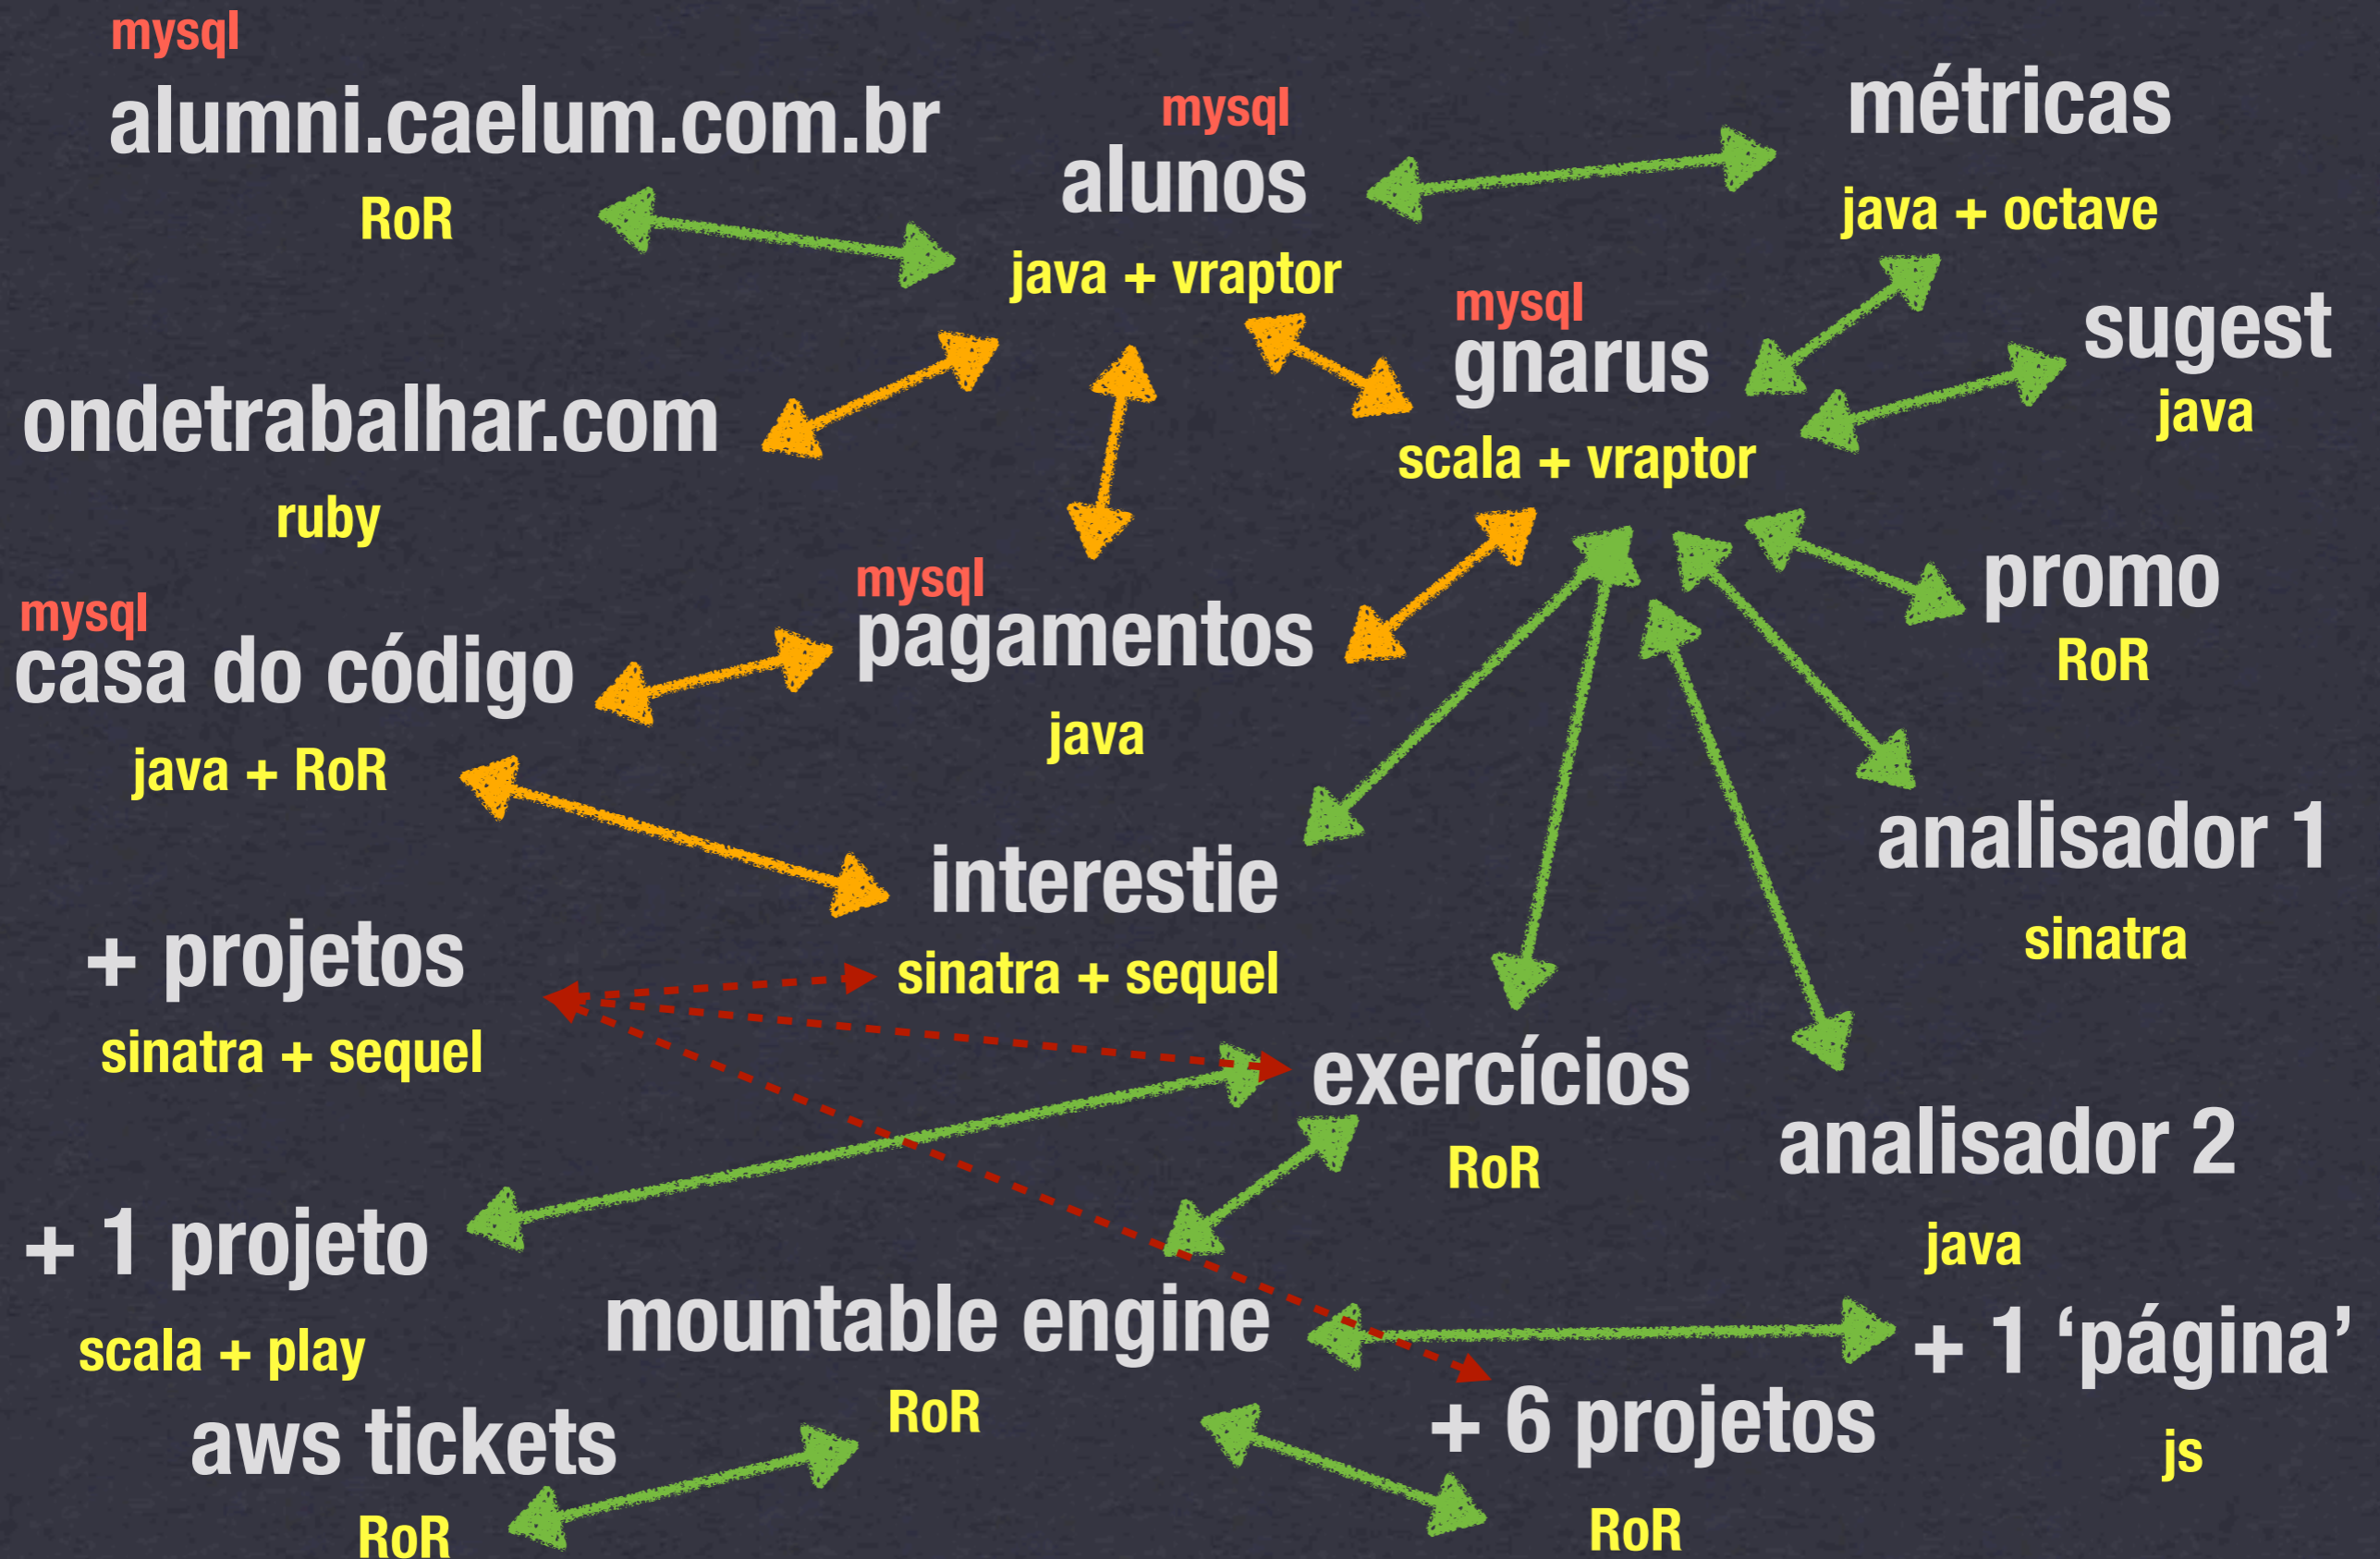 mysql
alumni.caelum.com.br
RoR
mysql
alunos
java + vraptor
métricas
java + octave
mysql
gnarus
scala + vraptor
sugest
java
ondetrabalhar.com
ruby
mysql
pagamentos
java
promo
RoR
mysql
casa do código
java + RoR
analisador 1
sinatra
interestie
sinatra + sequel
+ projetos
sinatra + sequel
exercícios
RoR
analisador 2
java
+ 1 projeto
scala + play
mountable engine
RoR
+ 1 ‘página’
js
aws tickets
RoR
+ 6 projetos
RoR